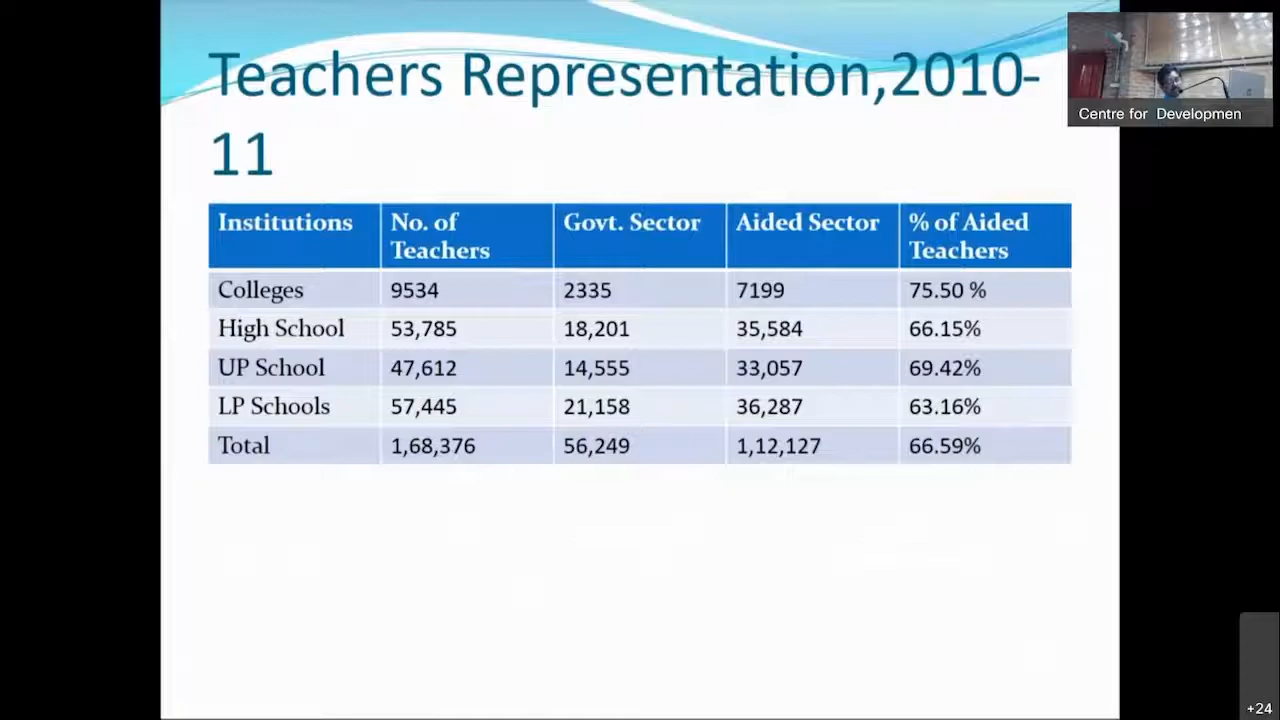 Teachers Representation,2010-
11
Centre for Developmen
Institutions No. of Teachers Govt. Sector Aided Sector % of Aided Teachers
Colleges 9534 2335 7199 75.50 %
High School 53,785 18,201 35,584 66.15%
UP School 47,612 14,555 33,057 69.42%
LP Schools 57,445 21,158 36,287 63.16%
Total 1,68,376 56,249 1,12,127 66.59%
+24